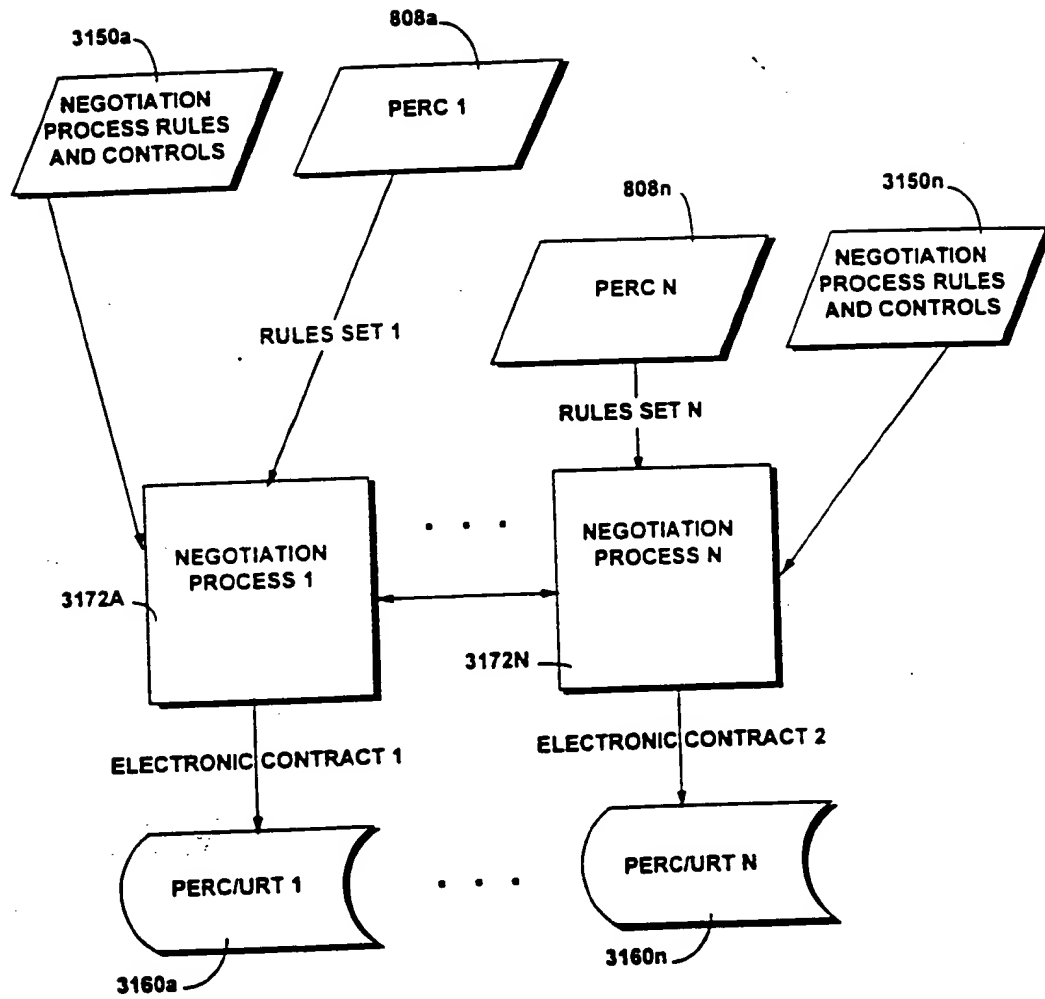 3150a
808a
NEGOTIATION
PROCESS RULES
AND CONTROLS
PERC 1
808n
3150n
PERC N
NEGOTIATION
PROCESS RULES
AND CONTROLS
RULES SET 1
RULES SET N
NEGOTIATION
PROCESS 1
. . .
NEGOTIATION
PROCESS N
3172A
3172N
ELECTRONIC CONTRACT 1
ELECTRONIC CONTRACT 2
PERC/URT 1
. . .
PERC/URT N
3160a
3160n